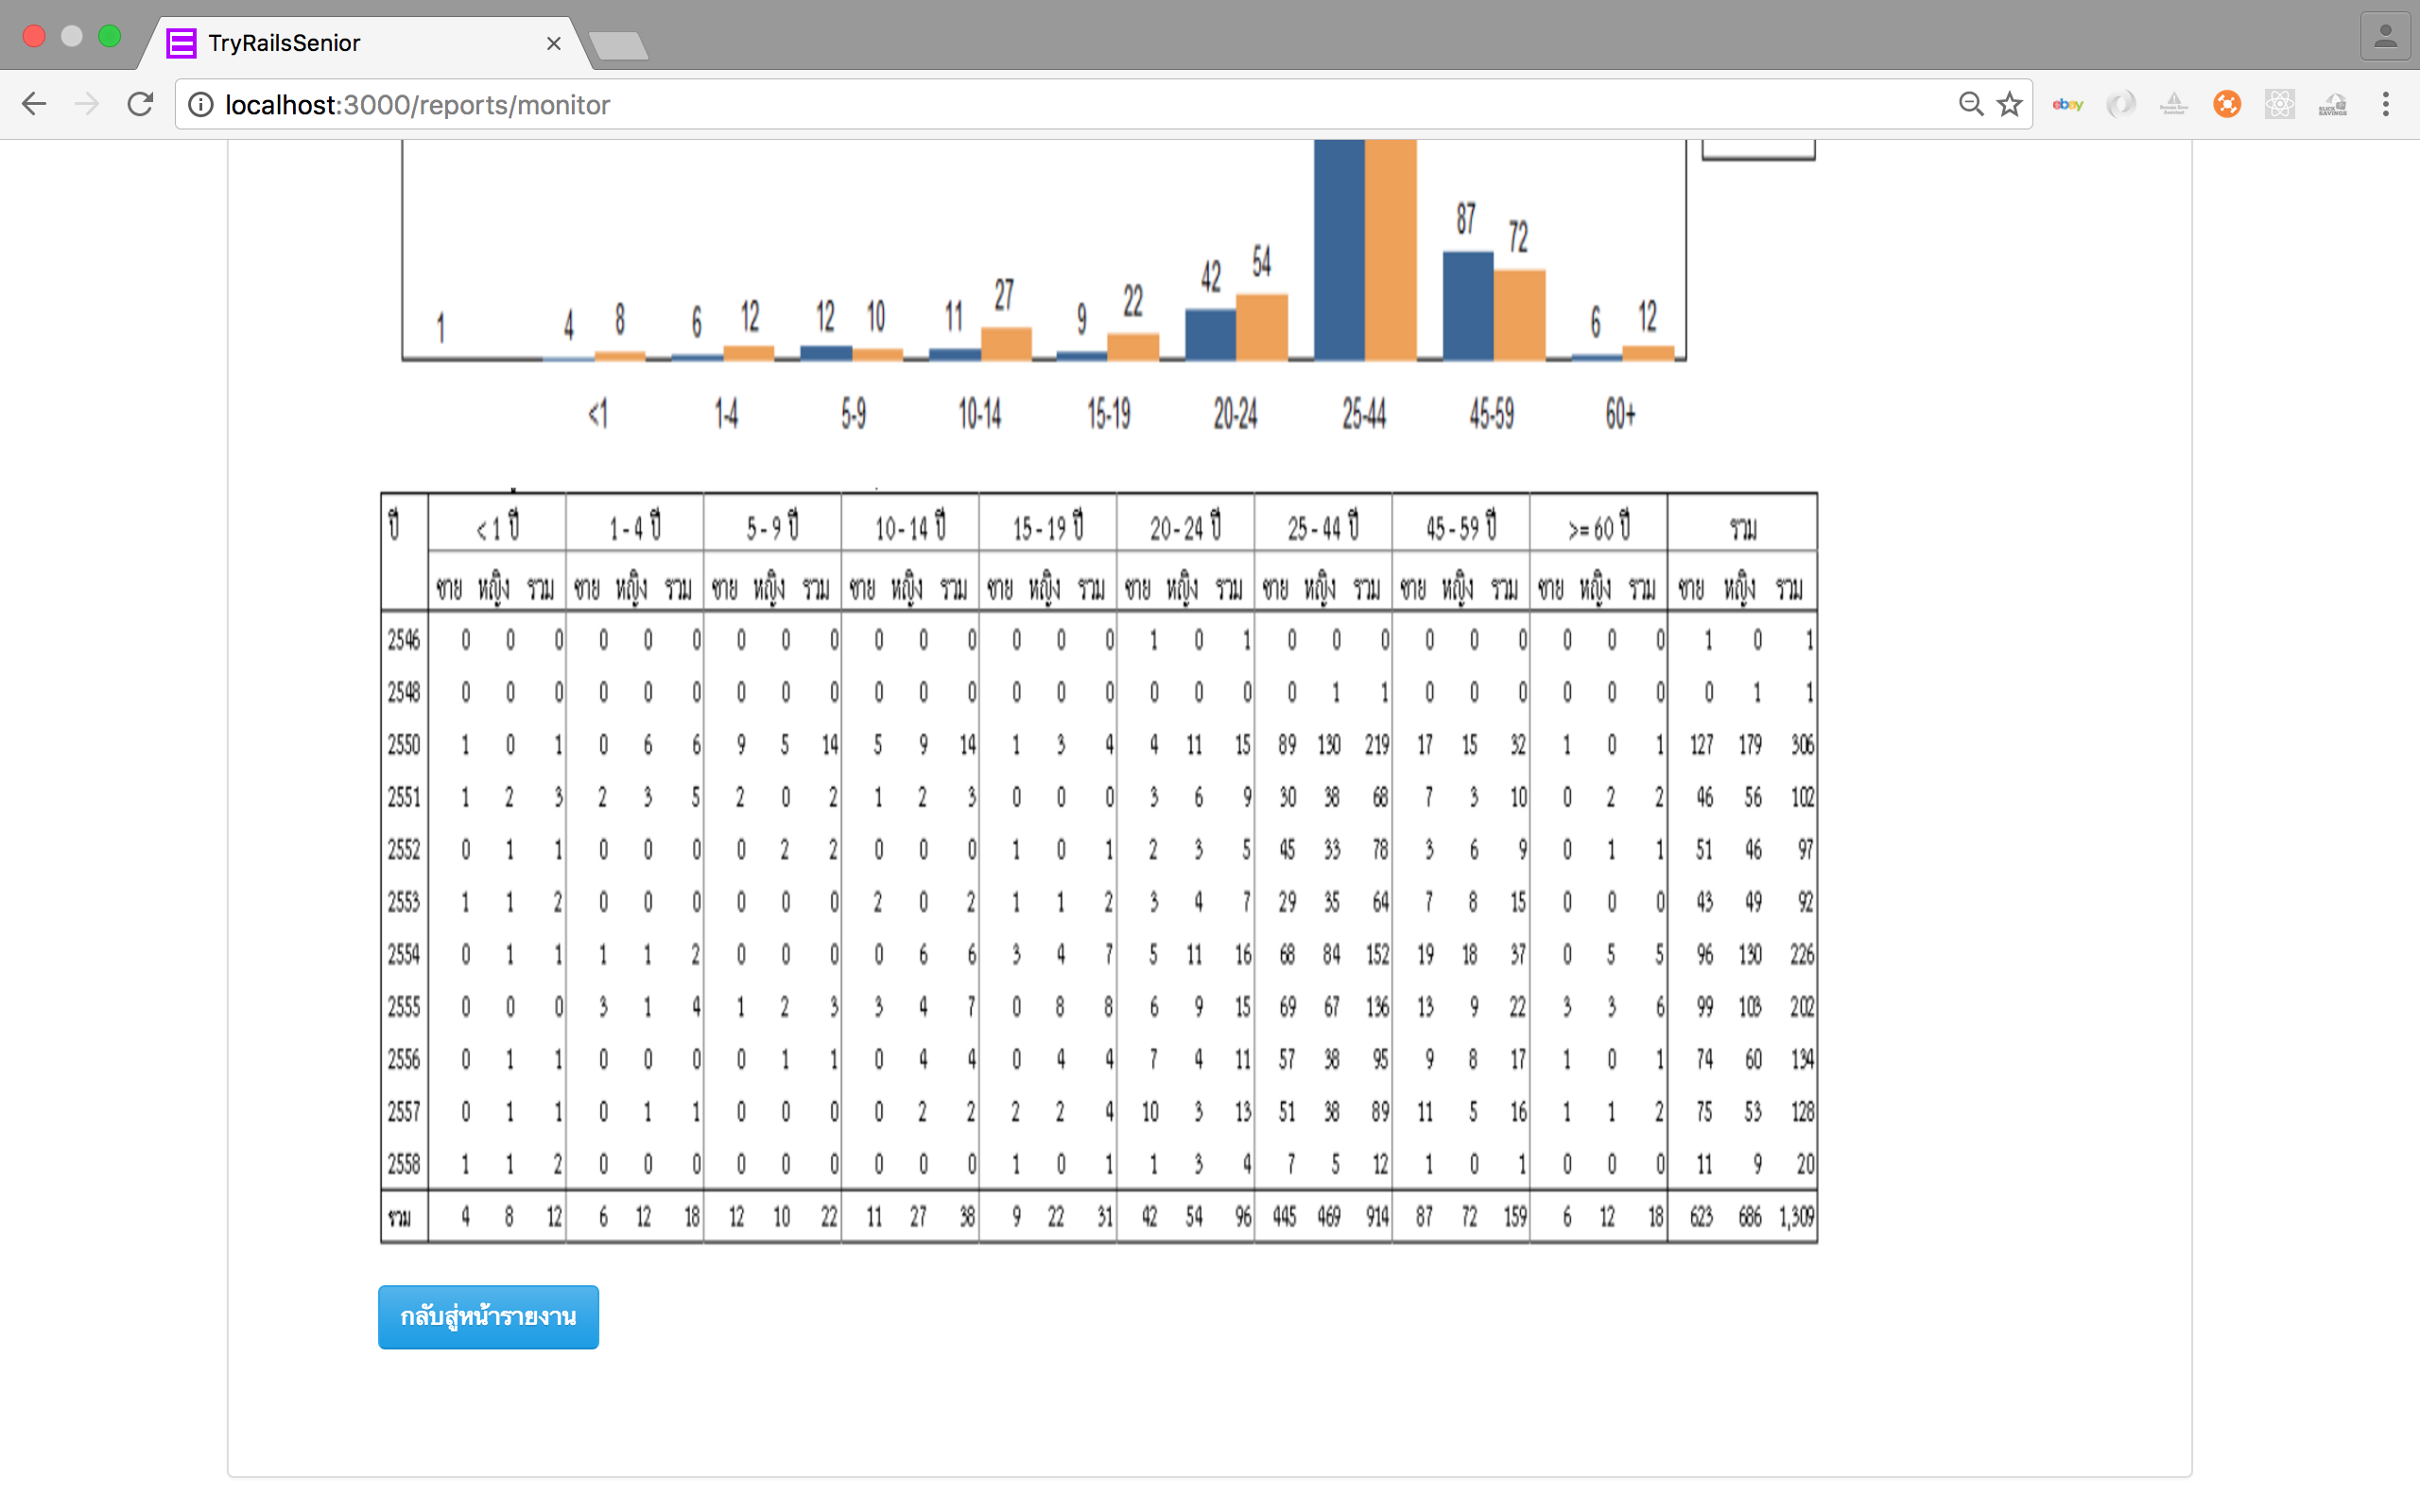 TryRailsSenior
localhost:3000/reports/monitor
ebay
1 4 8 6 12 12 10 11 27 9 22 42 54 87 72 6 12
<1 1-4 5-9 10-14 15-19 20-24 25-44 45-59 60+
ปี < 1 ปี 1 - 4 ปี 5 - 9 ปี 10 - 14 ปี 15 - 19 ปี 20 - 24 ปี 25 - 44 ปี 45 - 59 ปี >= 60 ปี รวม
ชาย หญิง รวม ชาย หญิง รวม ชาย หญิง รวม ชาย หญิง รวม ชาย หญิง รวม ชาย หญิง รวม ชาย หญิง รวม ชาย หญิง รวม ชาย หญิง รวม ชาย หญิง รวม
2546 0 0 0 0 0 0 0 0 0 0 0 0 0 0 0 1 0 1 0 0 0 0 0 0 0 0 0 1 0 1
2548 0 0 0 0 0 0 0 0 0 0 0 0 0 0 0 0 0 0 0 1 1 0 0 0 0 0 0 0 1 1
2550 1 0 1 0 6 6 9 5 14 5 9 14 1 3 4 4 11 15 89 130 219 17 15 32 1 0 1 127 179 306
2551 1 2 3 2 3 5 2 0 2 1 2 3 0 0 0 3 6 9 30 38 68 7 3 10 0 2 2 46 56 102
2552 0 1 1 0 0 0 0 2 2 0 0 0 1 0 1 2 3 5 45 33 78 3 6 9 0 1 1 51 46 97
2553 1 1 2 0 0 0 0 0 0 2 0 2 1 1 2 3 4 7 29 35 64 7 8 15 0 0 0 43 49 92
2554 0 1 1 1 1 2 0 0 0 0 6 6 3 4 7 5 11 16 68 84 152 19 18 37 0 5 5 96 130 226
2555 0 0 0 3 1 4 1 2 3 3 4 7 0 8 8 6 9 15 69 67 136 13 9 22 3 3 6 99 103 202
2556 0 1 1 0 0 0 0 1 1 0 4 4 0 4 4 7 4 11 57 38 95 9 8 17 1 0 1 74 60 134
2557 0 1 1 0 1 1 0 0 0 0 2 2 2 2 4 10 3 13 51 38 89 11 5 16 1 1 2 75 53 128
2558 1 1 2 0 0 0 0 0 0 0 0 0 1 0 1 1 3 4 7 5 12 1 0 1 0 0 0 11 9 20
รวม 4 8 12 6 12 18 12 10 22 11 27 38 9 22 31 42 54 96 445 469 914 87 72 159 6 12 18 623 686 1,309
กลับสู่หน้ารายงาน